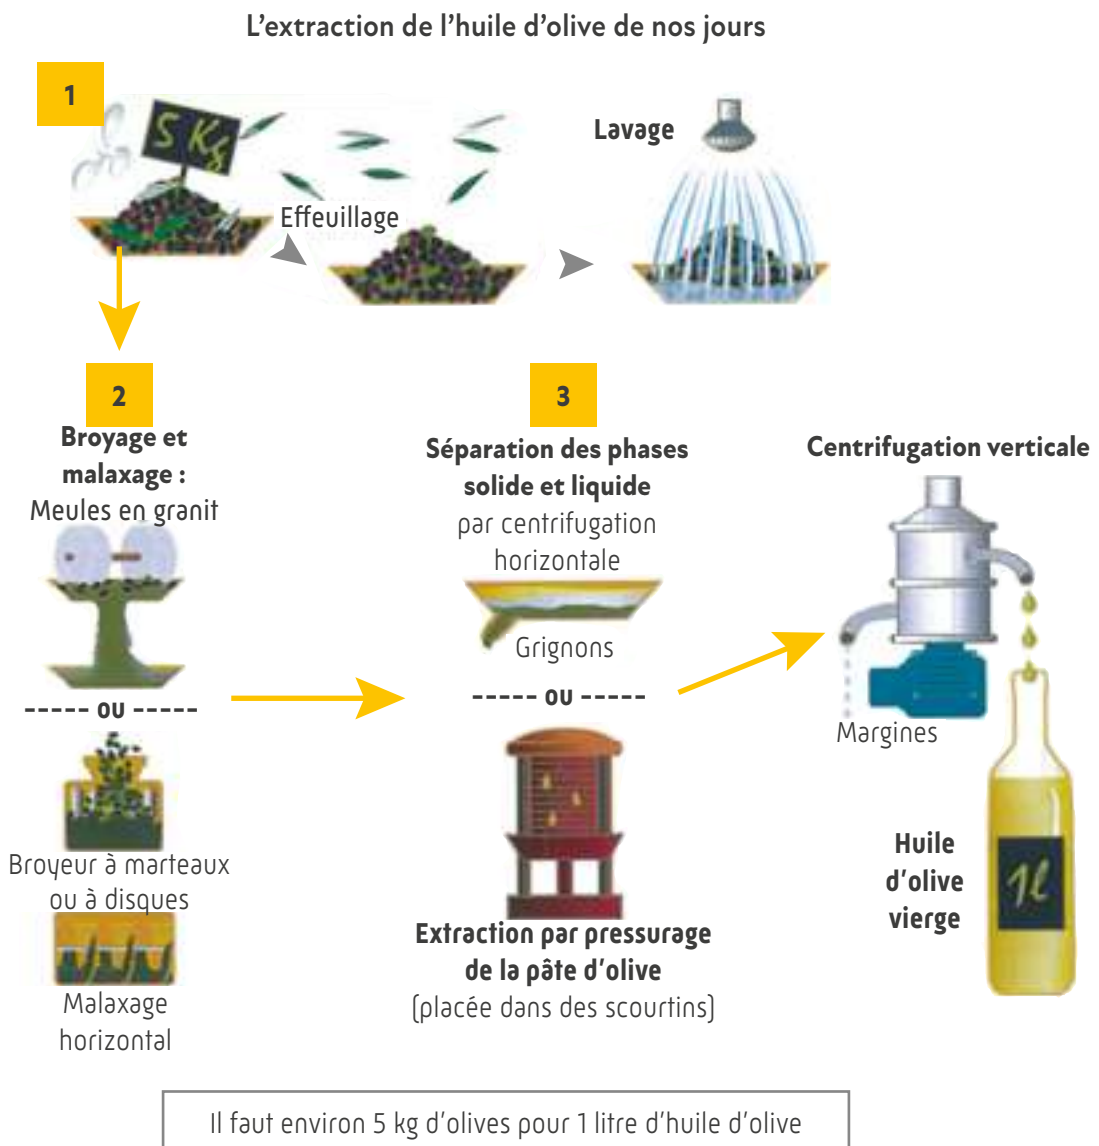 L'extraction de l'huile d'olive de nos jours
1
5 Kg
Effeuillage
Lavage
2
Broyage et
malaxage :
Meules en granit
----- ou -----
Broyeur à marteaux
ou à disques
Malaxage
horizontal
3
Séparation des phases
solide et liquide
par centrifugation
horizontale
Grignons
----- ou -----
Extraction par pressurage
de la pâte d'olive
(placée dans des scourtins)
Centrifugation verticale
Margines
Huile
d'olive
vierge
1l
Il faut environ 5 kg d'olives pour 1 litre d'huile d'olive